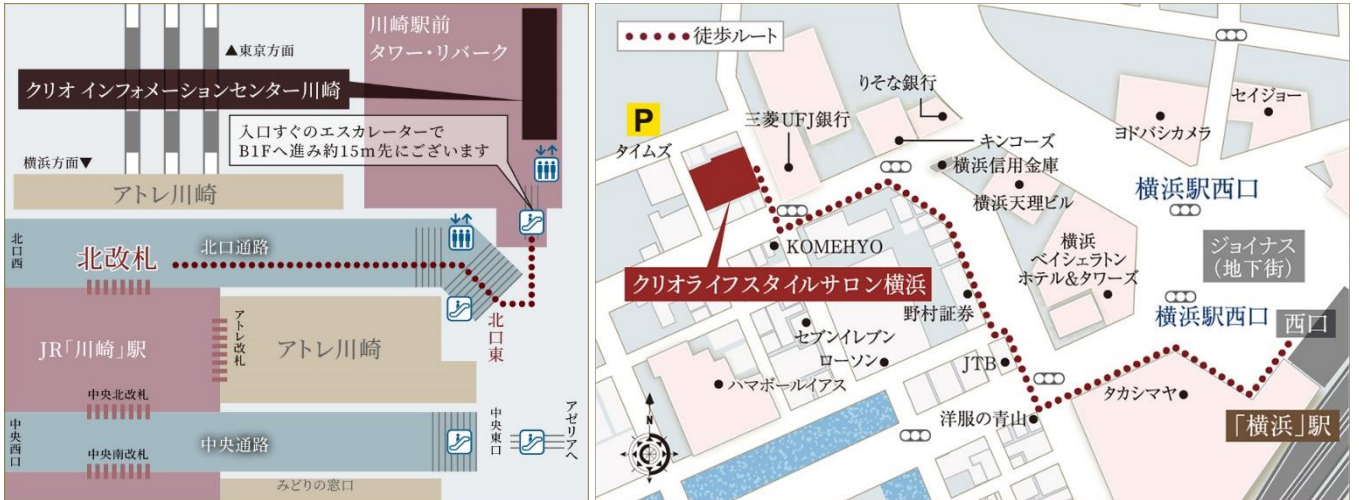 川崎駅前
タワー・リバーク
▲東京方面
クリオ インフォメーションセンター川崎
入口すぐのエスカレーターで
B1Fへ進み約15m先にございます
横浜方面▼
アトレ川崎
北口西
北口通路
北改札
北口東
アトレ改札
JR「川崎」駅
アトレ川崎
中央北改札
中央西口
中央通路
中央東口
アゼリアへ
中央南改札
みどりの窓口
徒歩ルート
P
タイムズ
三菱UFJ銀行
りそな銀行
キンコーズ
横浜信用金庫
横浜天理ビル
ヨドバシカメラ
セイジョー
横浜駅西口
KOMEHYO
クリオライフスタイルサロン横浜
横浜
ベイシェラトン
ホテル&タワーズ
ジョイナス
(地下街)
野村証券
横浜駅西口
西口
セブンイレブン
ローソン
JTB
ハマボールイアス
タカシマヤ
洋服の青山
「横浜」駅
N